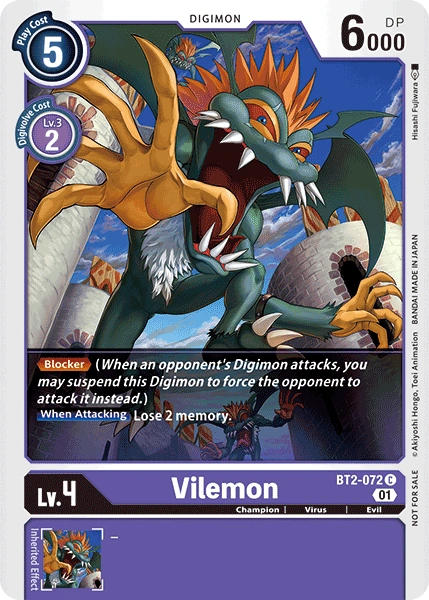 DIGIMON
Play Cost
5
DP
6000
Digivolve Cost
Lv.3
2
Hisashi Fujiwara
Blocker (When an opponent's Digimon attacks, you
may suspend this Digimon to force the opponent to
attack it instead.)
When Attacking Lose 2 memory.
© Akiyoshi Hongo, Toei Animation BANDAI MADE IN JAPAN
NOT FOR SALE
Lv.4
Vilemon
BT2-072 C
01
Champion | Virus | Evil
Inherited Effect
–